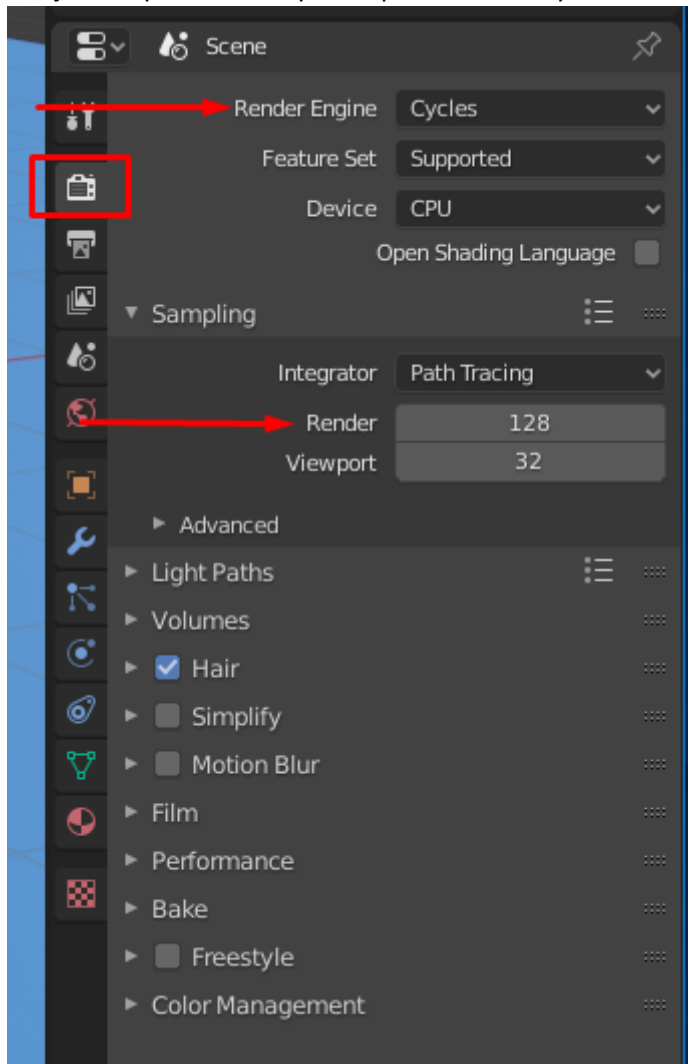 Scene
Render Engine Cycles
Feature Set Supported
Device CPU
Open Shading Language
Sampling
Integrator Path Tracing
Render 128
Viewport 32
Advanced
Light Paths
Volumes
Hair
Simplify
Motion Blur
Film
Performance
Bake
Freestyle
Color Management